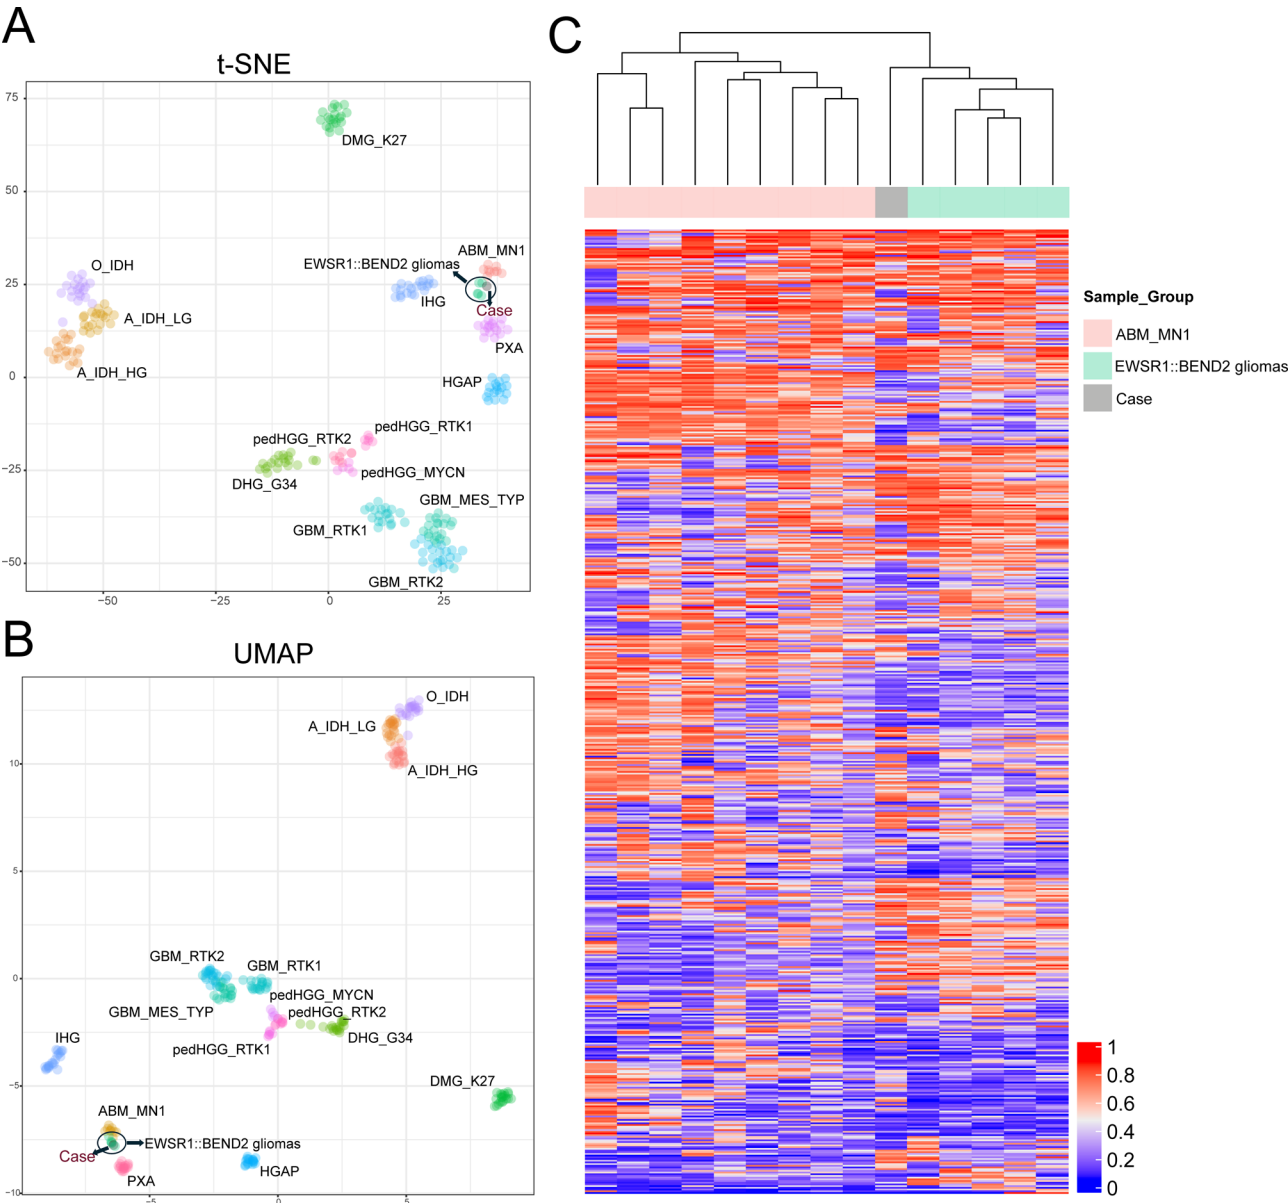 A
t-SNE
75
50
25
0
−25
−50
−50
−25
0
25
DMG_K27
O_IDH
A_IDH_LG
A_IDH_HG
EWSR1::BEND2 gliomas
ABM_MN1
IHG
Case
PXA
HGAP
pedHGG_RTK1
pedHGG_RTK2
pedHGG_MYCN
DHG_G34
GBM_MES_TYP
GBM_RTK1
GBM_RTK2
B
UMAP
10
5
0
−5
−10
−5
0
5
O_IDH
A_IDH_LG
A_IDH_HG
GBM_RTK2
GBM_RTK1
pedHGG_MYCN
GBM_MES_TYP
pedHGG_RTK2
DHG_G34
pedHGG_RTK1
IHG
DMG_K27
ABM_MN1
EWSR1::BEND2 gliomas
Case
PXA
HGAP
C
Sample_Group
ABM_MN1
EWSR1::BEND2 gliomas
Case
1
0.8
0.6
0.4
0.2
0